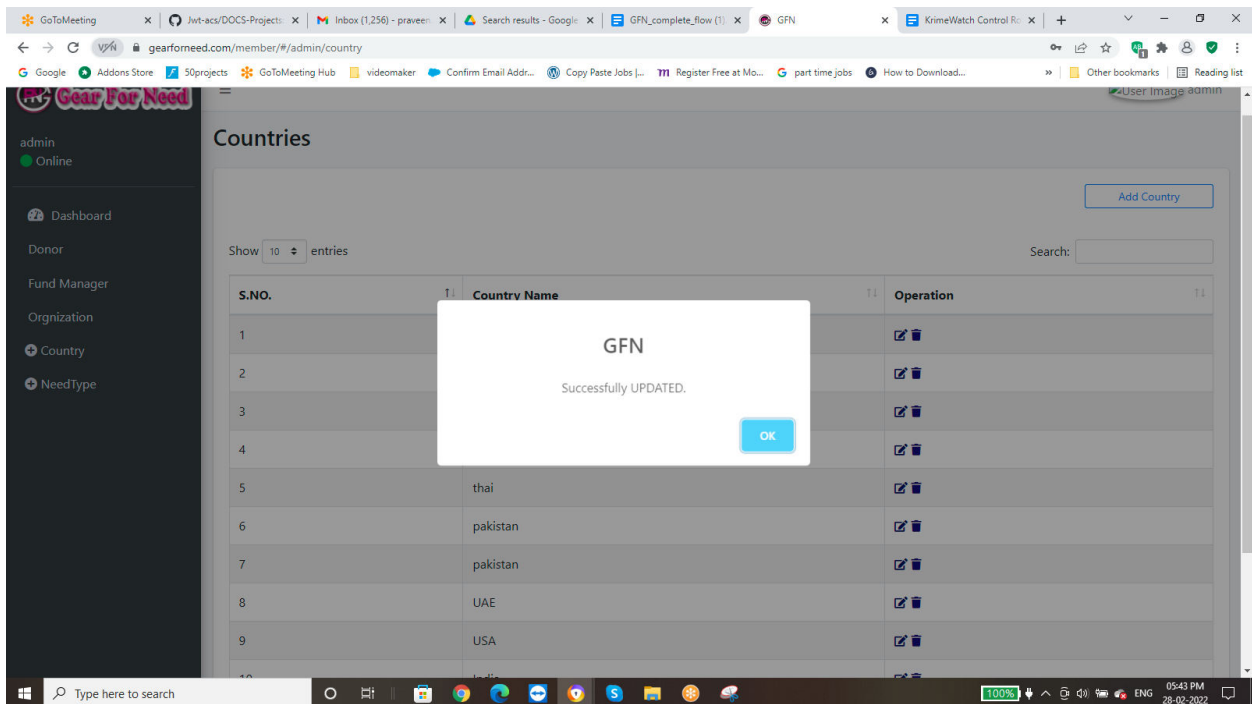 GoToMeeting
Jwt-acs/DOCS-Projects:
Inbox (1,256) - praveen.
Search results - Google
GFN_complete_flow (1).
GFN
KrimeWatch Control Ro
VPN gearforneed.com/member/#/admin/country
Google Addons Store 50projects GoToMeeting Hub videomaker Confirm Email Addr... Copy Paste Jobs |... Register Free at Mo... part time jobs How to Download... » Other bookmarks Reading list
Gear For Need
User Image admin
admin
Online
Dashboard
Donor
Fund Manager
Orgnization
Country
NeedType
Countries
Add Country
Show 10 entries
Search:
S.NO. Country Name Operation
1
2
3
4
5 thai
6 pakistan
7 pakistan
8 UAE
9 USA
10 India
GFN
Successfully UPDATED.
OK
Type here to search
100%
ENG
05:43 PM
28-02-2022